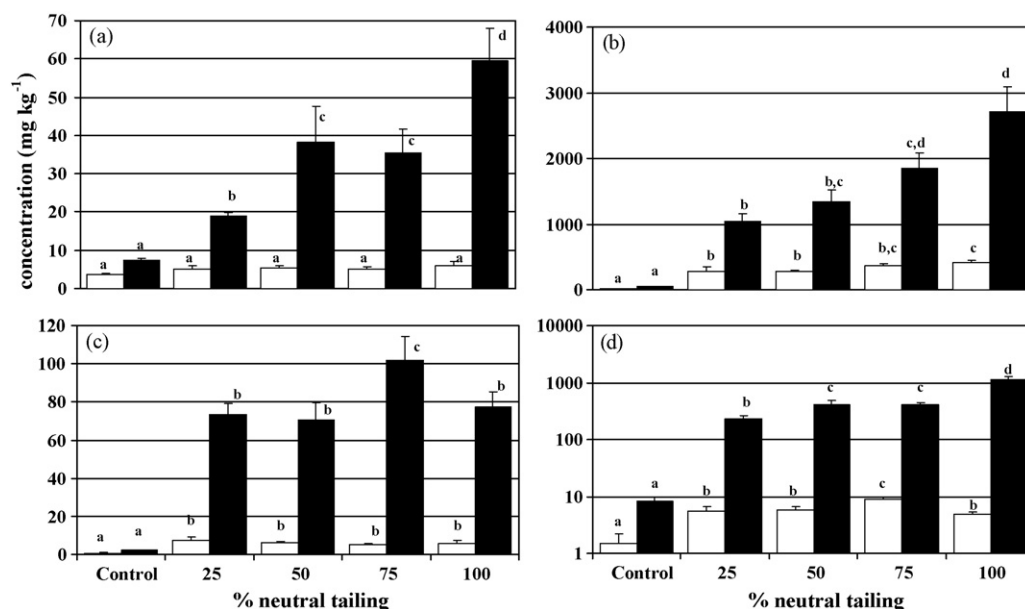 (a)
70
60
50
40
30
20
10
0
concentration (mg kg⁻¹)
a a a b a c a c a d
(b)
4000
3000
2000
1000
0
a a b b b b,c b,c c,d c d
(c)
120
100
80
60
40
20
0
a a b b b b b c b b
Control 25 50 75 100
% neutral tailing
(d)
10000
1000
100
10
1
a a b b b c c c b d
Control 25 50 75 100
% neutral tailing